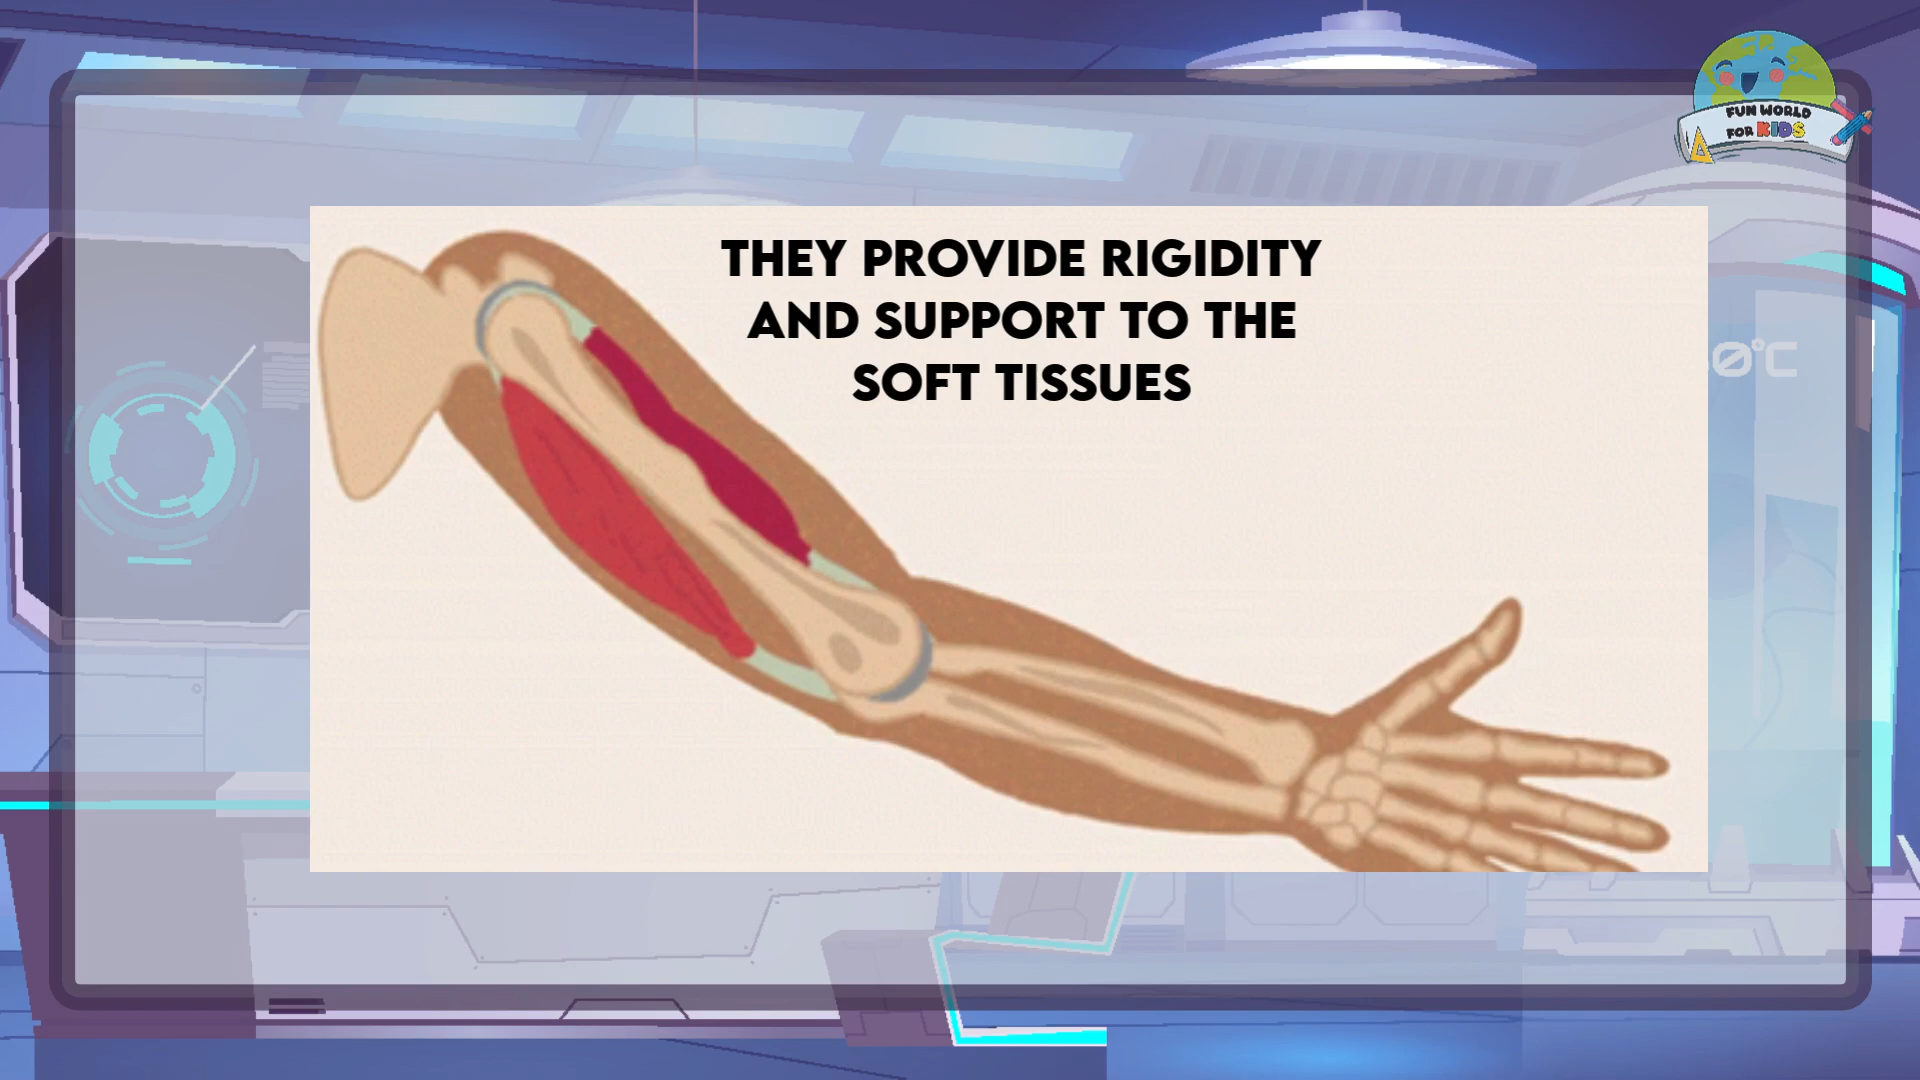 FUN WORLD
FOR KIDS
THEY PROVIDE RIGIDITY
AND SUPPORT TO THE
SOFT TISSUES
0°C